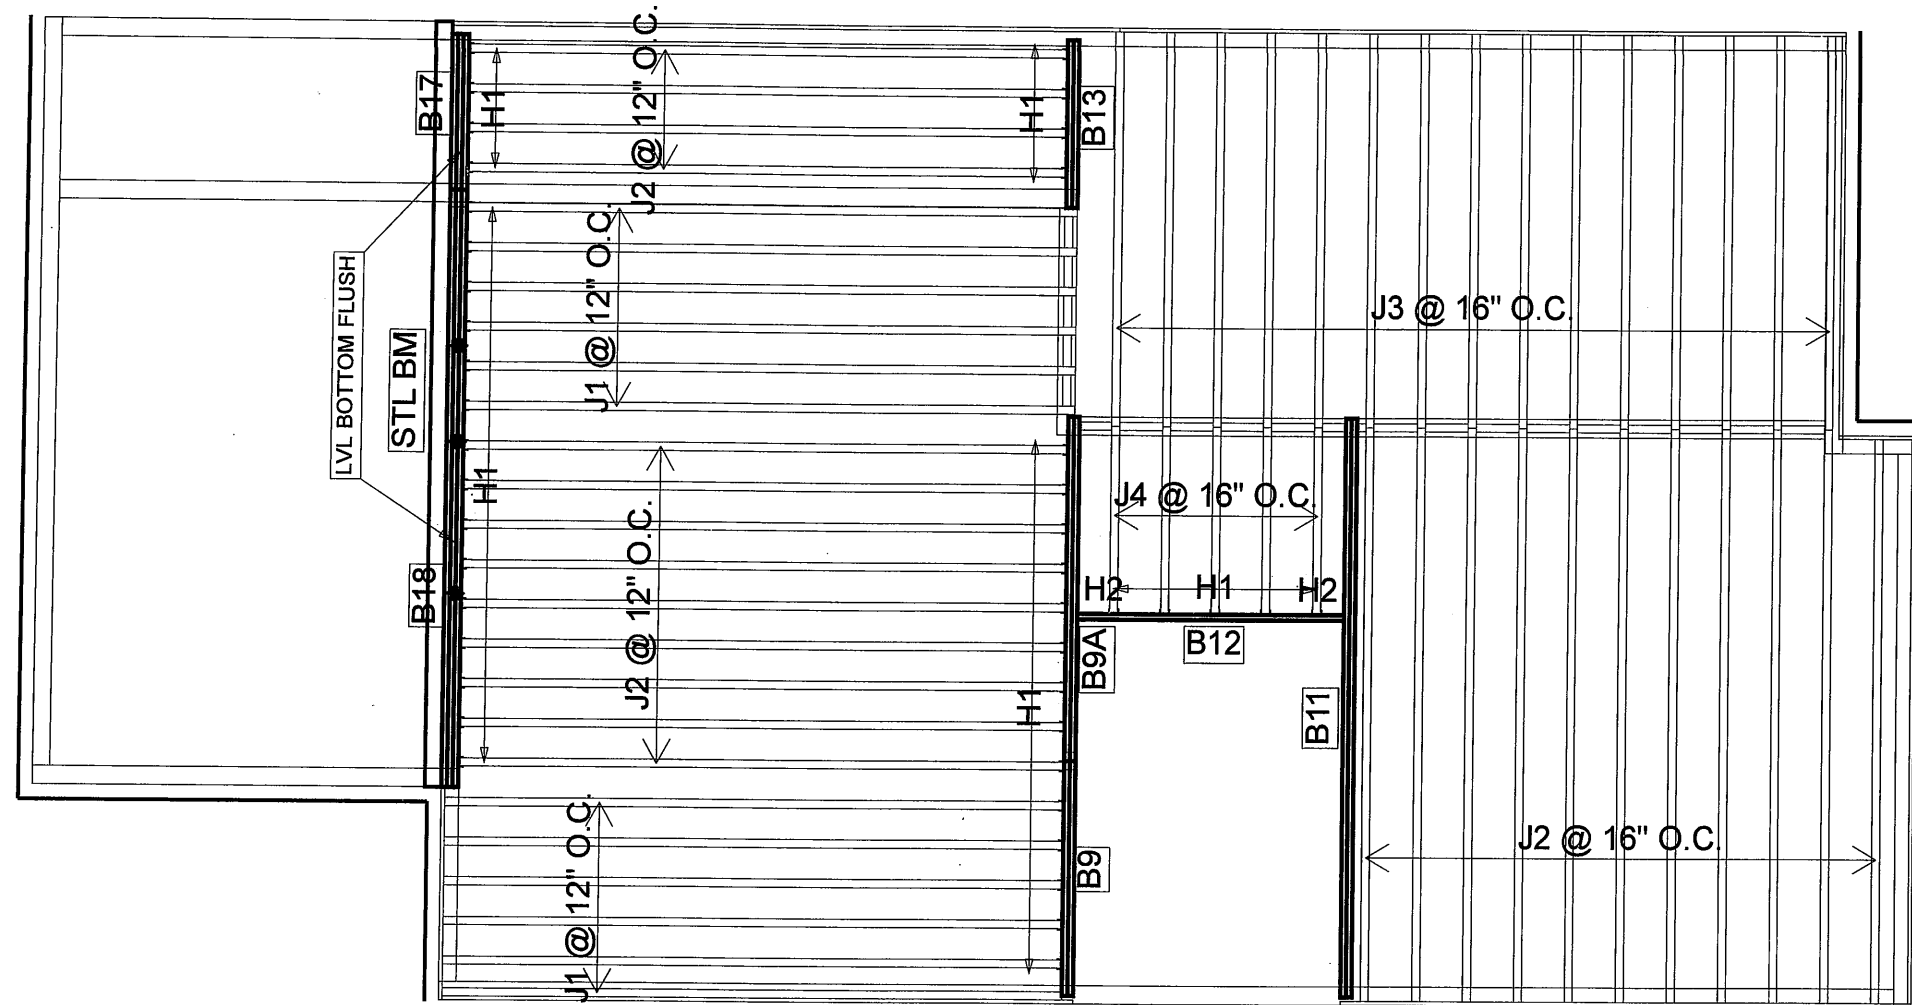 B17
H1
J2 @ 12" O.C.
H1
B13
LVL BOTTOM FLUSH
STL BM
J1 @ 12" O.C.
J3 @ 16" O.C.
H1
J2 @ 12" O.C.
J4 @ 16" O.C.
B18
H2
H1
H2
B9A
B12
H1
B11
J1 @ 12" O.C.
B9
J2 @ 16" O.C.